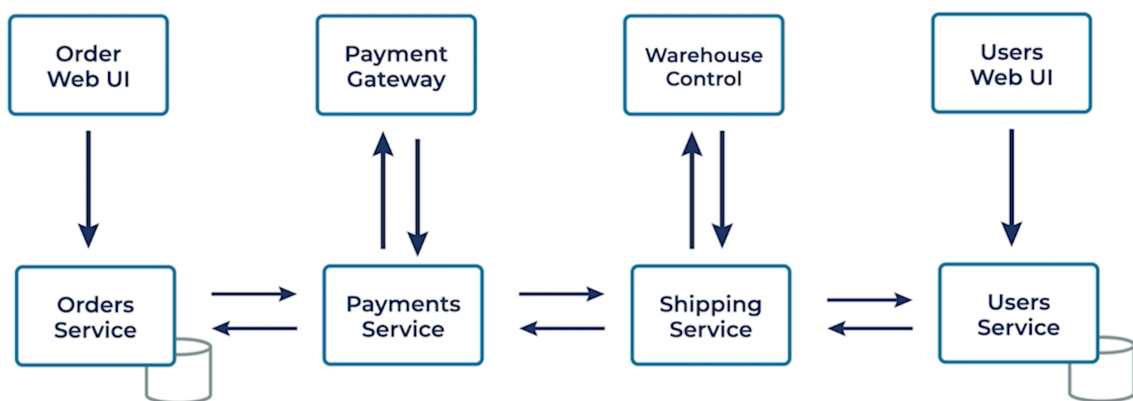 Order
Web UI
Payment
Gateway
Warehouse
Control
Users
Web UI
Orders
Service
Payments
Service
Shipping
Service
Users
Service